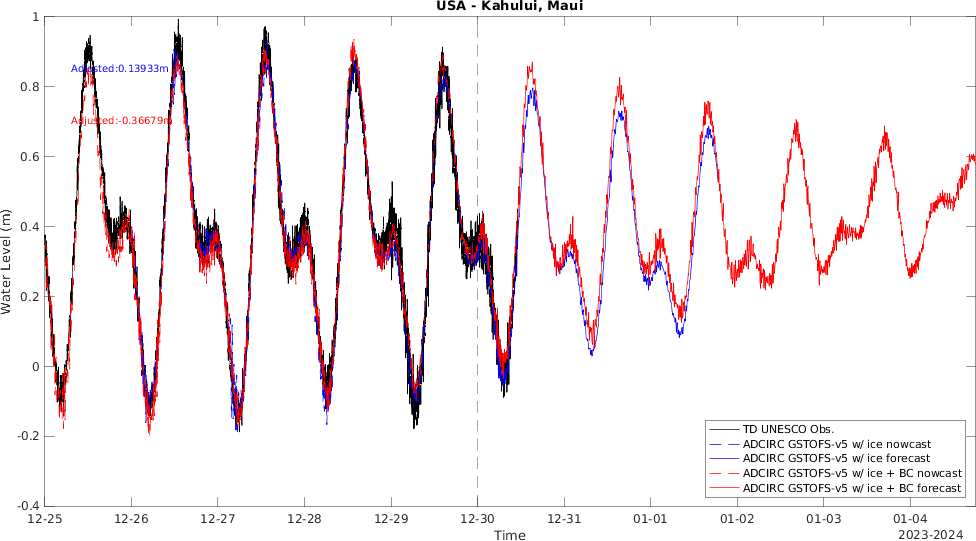 USA - Kahului, Maui
1
0.8
0.6
0.4
0.2
0
-0.2
-0.4
Water Level (m)
Adjusted:0.13933m
Adjusted:-0.36679m
TD UNESCO Obs.
ADCIRC GSTOFS-v5 w/ ice nowcast
ADCIRC GSTOFS-v5 w/ ice forecast
ADCIRC GSTOFS-v5 w/ ice + BC nowcast
ADCIRC GSTOFS-v5 w/ ice + BC forecast
12-25 12-26 12-27 12-28 12-29 12-30 12-31 01-01 01-02 01-03 01-04
Time
2023-2024